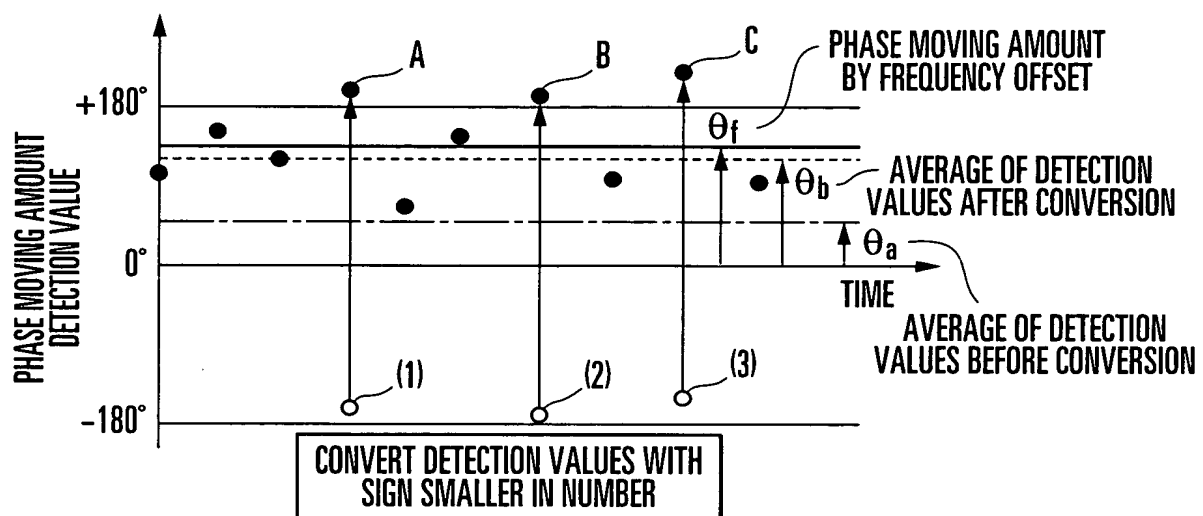 A
B
C
PHASE MOVING AMOUNT
BY FREQUENCY OFFSET
+180°
θf
θb
AVERAGE OF DETECTION
VALUES AFTER CONVERSION
θa
PHASE MOVING AMOUNT
DETECTION VALUE
0°
TIME
AVERAGE OF DETECTION
VALUES BEFORE CONVERSION
(1)
(2)
(3)
-180°
CONVERT DETECTION VALUES WITH
SIGN SMALLER IN NUMBER